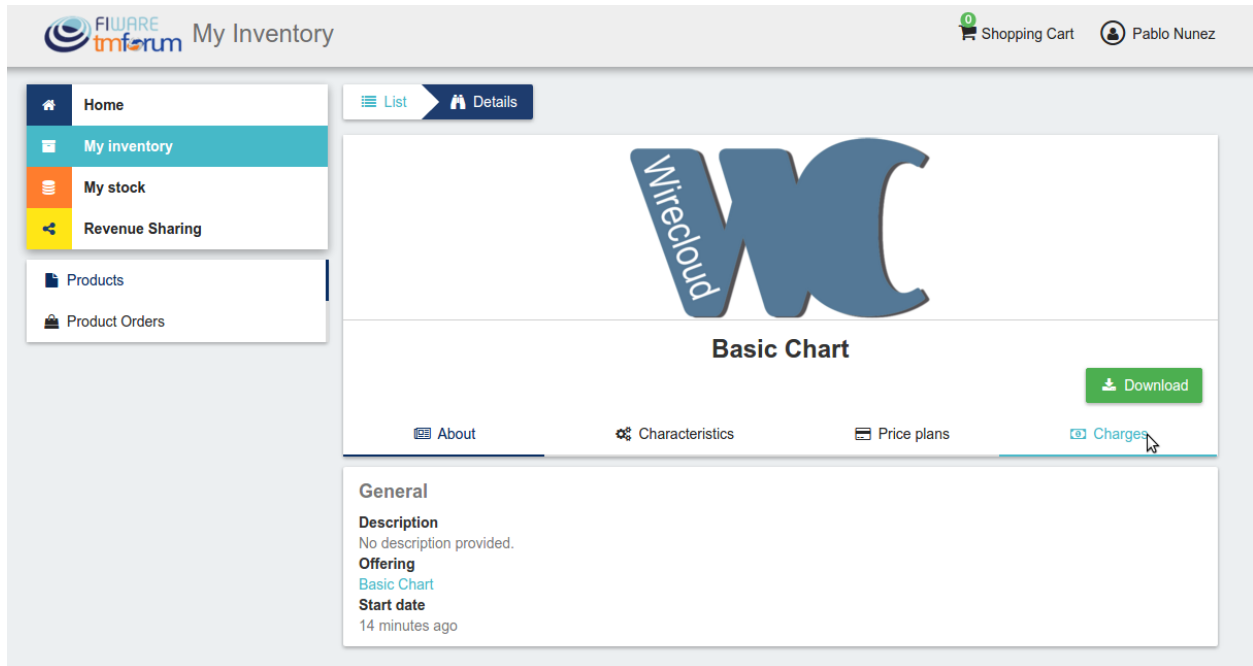 FIWARE
tmforum
My Inventory
0
Shopping Cart
Pablo Nunez
Home
My inventory
My stock
Revenue Sharing
Products
Product Orders
List
Details
Wirecloud
WC
Basic Chart
Download
About
Characteristics
Price plans
Charges
General
Description
No description provided.
Offering
Basic Chart
Start date
14 minutes ago